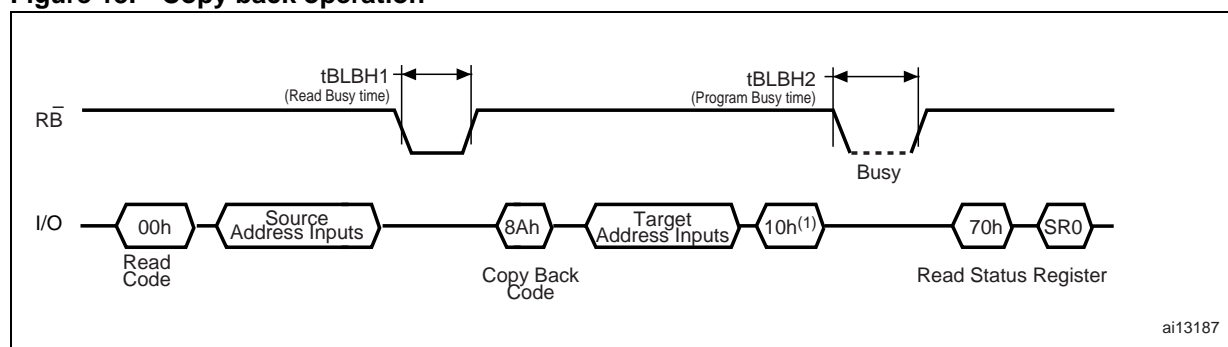 Figure 13. Copy back operation
tBLBH1
(Read Busy time)
tBLBH2
(Program Busy time)
RB̅
Busy
I/O
00h
Source
Address Inputs
8Ah
Target
Address Inputs
10h(1)
70h
SR0
Read
Code
Copy Back
Code
Read Status Register
ai13187